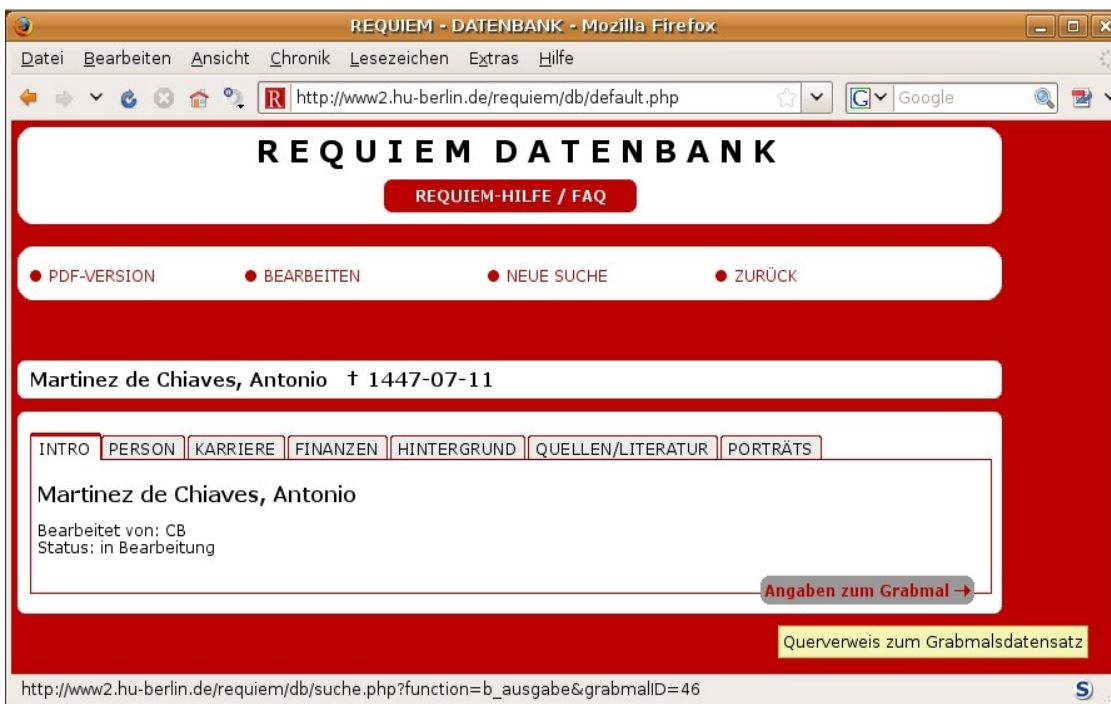 REQUIEM - DATENBANK - Mozilla Firefox
Datei Bearbeiten Ansicht Chronik Lesezeichen Extras Hilfe
R http://www2.hu-berlin.de/requiem/db/default.php G Google
REQUIEM DATENBANK
REQUIEM-HILFE / FAQ
PDF-VERSION BEARBEITEN NEUE SUCHE ZURÜCK
Martinez de Chiaves, Antonio † 1447-07-11
INTRO PERSON KARRIERE FINANZEN HINTERGRUND QUELLEN/LITERATUR PORTRÄTS
Martinez de Chiaves, Antonio
Bearbeitet von: CB
Status: in Bearbeitung
Angaben zum Grabmal →
Querverweis zum Grabmalsdatensatz
http://www2.hu-berlin.de/requiem/db/suche.php?function=b_ausgabe&grabmalID=46 S